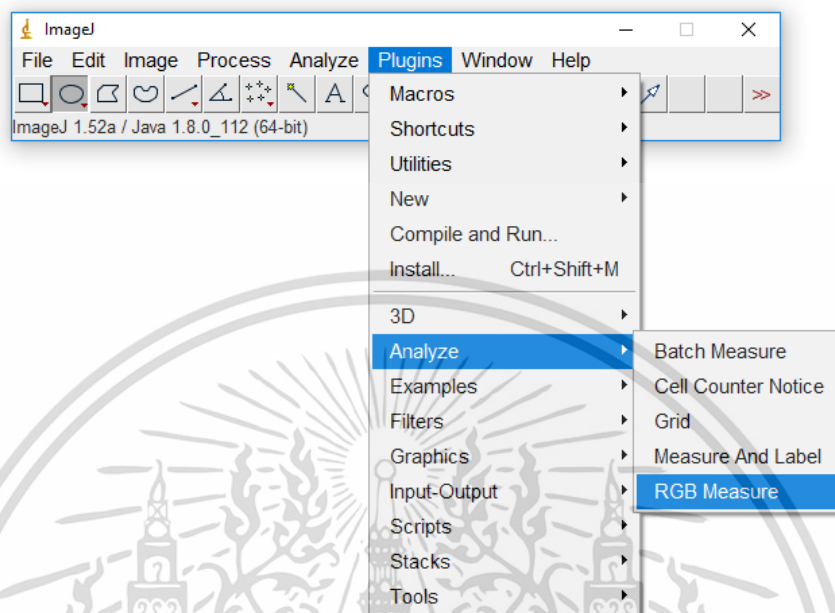 ImageJ
File Edit Image Process Analyze Plugins Window Help
A >>
ImageJ 1.52a / Java 1.8.0_112 (64-bit)
Macros
Shortcuts
Utilities
New
Compile and Run...
Install... Ctrl+Shift+M
3D
Analyze
Examples
Filters
Graphics
Input-Output
Scripts
Stacks
Tools
Batch Measure
Cell Counter Notice
Grid
Measure And Label
RGB Measure